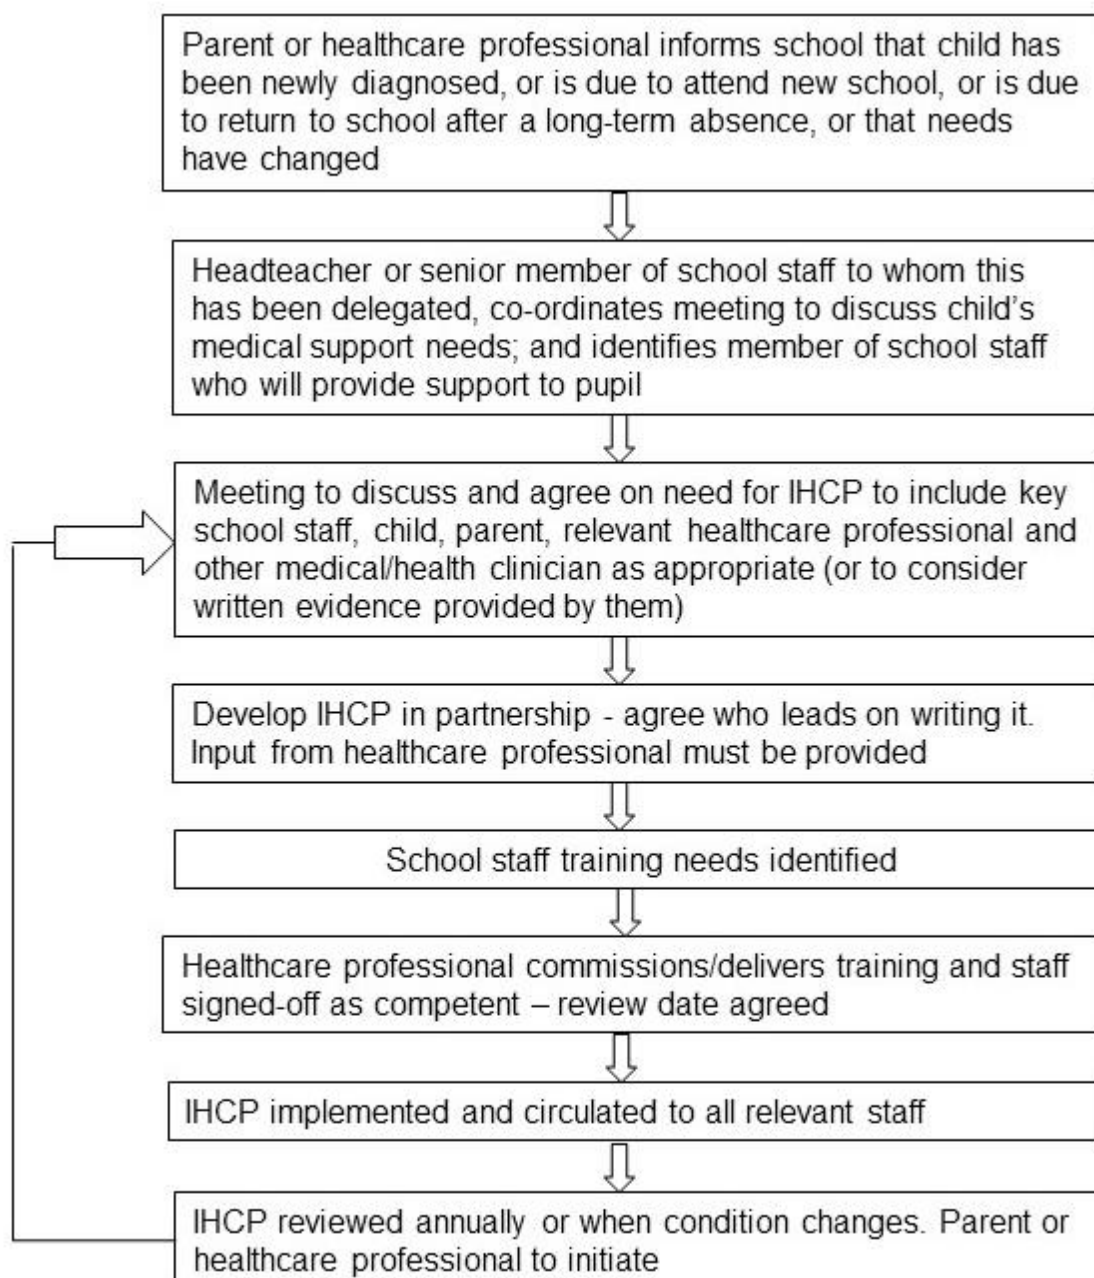 Parent or healthcare professional informs school that child has
been newly diagnosed, or is due to attend new school, or is due
to return to school after a long-term absence, or that needs
have changed
Headteacher or senior member of school staff to whom this
has been delegated, co-ordinates meeting to discuss child's
medical support needs; and identifies member of school staff
who will provide support to pupil
Meeting to discuss and agree on need for IHCP to include key
school staff, child, parent, relevant healthcare professional and
other medical/health clinician as appropriate (or to consider
written evidence provided by them)
Develop IHCP in partnership - agree who leads on writing it.
Input from healthcare professional must be provided
School staff training needs identified
Healthcare professional commissions/delivers training and staff
signed-off as competent – review date agreed
IHCP implemented and circulated to all relevant staff
IHCP reviewed annually or when condition changes. Parent or
healthcare professional to initiate